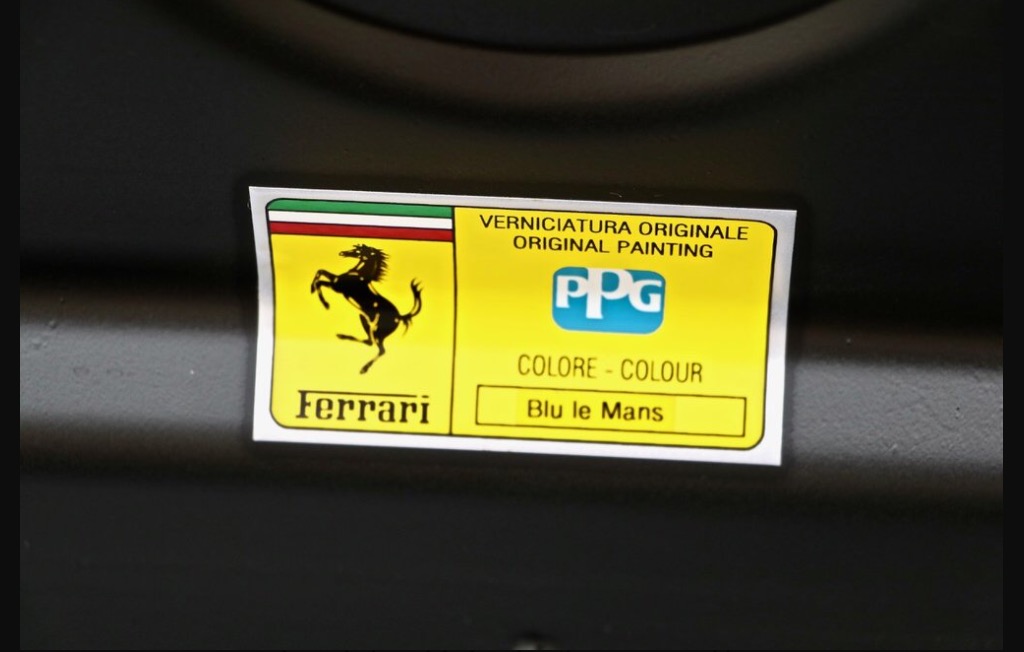 VERNICIATURA ORIGINALE
ORIGINAL PAINTING
PPG
COLORE - COLOUR
Blu le Mans
Ferrari